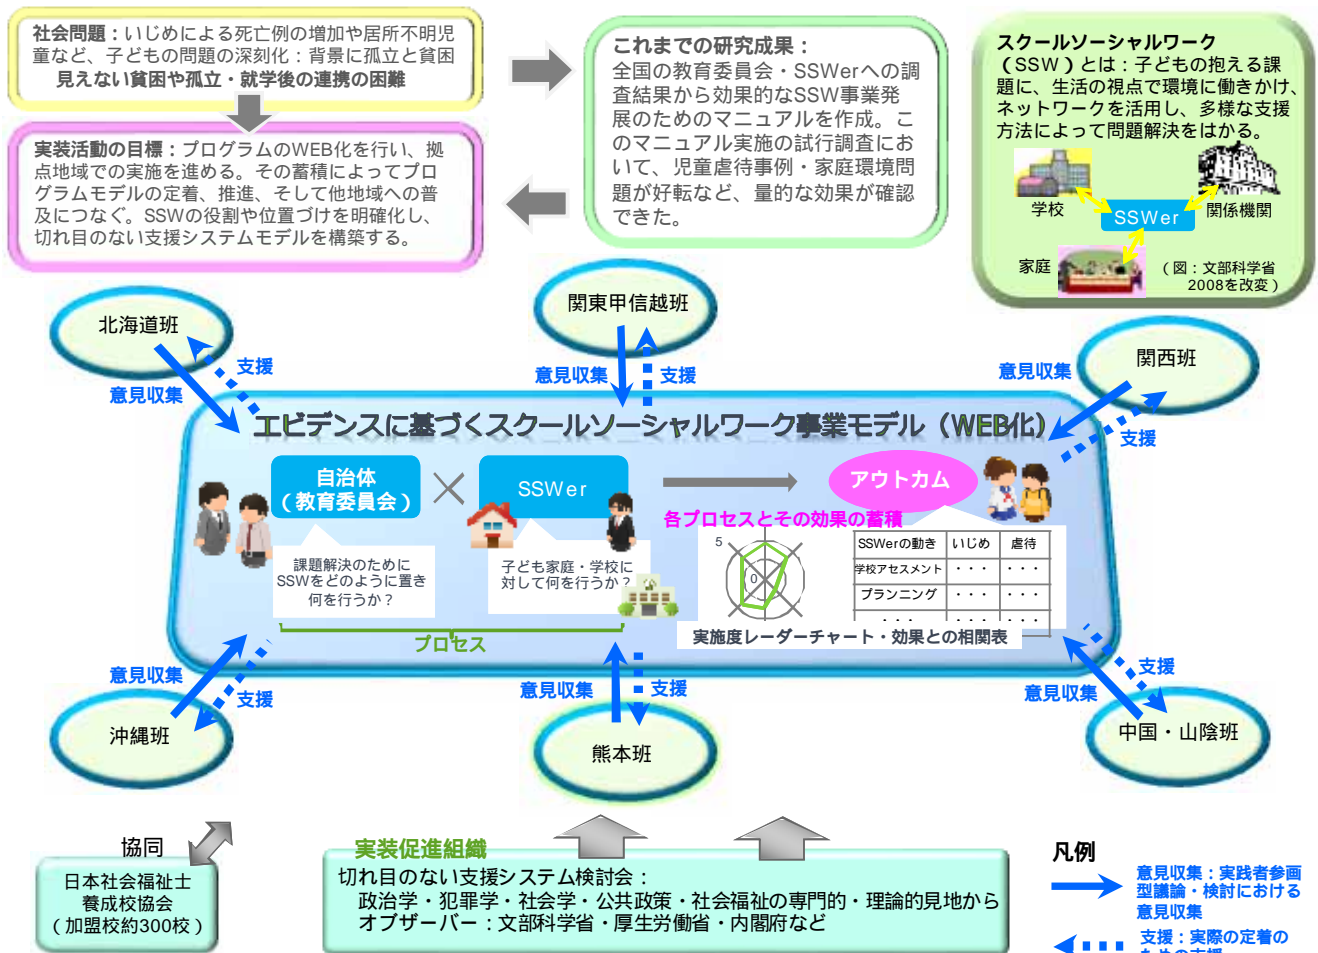 社会問題：いじめによる死亡例の増加や居所不明児
童など、子どもの問題の深刻化：背景に孤立と貧困
見えない貧困や孤立・就学後の連携の困難
実装活動の目標：プログラムのWEB化を行い、拠
点地域での実施を進める。その蓄積によってプロ
グラムモデルの定着、推進、そして他地域への普
及につなぐ。SSWの役割や位置づけを明確化し、
切れ目のない支援システムモデルを構築する。
これまでの研究成果：
全国の教育委員会・SSWerへの調
査結果から効果的なSSW事業発
展のためのマニュアルを作成。こ
のマニュアル実施の試行調査にお
いて、児童虐待事例・家庭環境問
題が好転など、量的な効果が確認
できた。
スクールソーシャルワーク
（SSW）とは：子どもの抱える課
題に、生活の視点で環境に働きかけ、
ネットワークを活用し、多様な支援
方法によって問題解決をはかる。
学校
SSWer
関係機関
家庭
（図：文部科学省
2008を改変）
北海道班
意見収集
支援
関東甲信越班
意見収集
支援
関西班
意見収集
支援
エビデンスに基づくスクールソーシャルワーク事業モデル（WEB化）
自治体
（教育委員会）
SSWer
アウトカム
課題解決のために
SSWをどのように置き
何を行うか？
子ども家庭・学校に
対して何を行うか？
プロセス
各プロセスとその効果の蓄積
5
0
SSWerの動き いじめ 虐待
学校アセスメント ・・・ ・・・
プランニング ・・・ ・・・
・・・ ・・・ ・・・
実施度レーダーチャート・効果との相関表
沖縄班
意見収集
支援
熊本班
意見収集
支援
中国・山陰班
意見収集
支援
協同
日本社会福祉士
養成校協会
（加盟校約300校）
実装促進組織
切れ目のない支援システム検討会：
政治学・犯罪学・社会学・公共政策・社会福祉の専門的・理論的見地から
オブザーバー：文部科学省・厚生労働省・内閣府など
凡例
意見収集：実践者参画
型議論・検討における
意見収集
支援：実際の定着の
ための支援